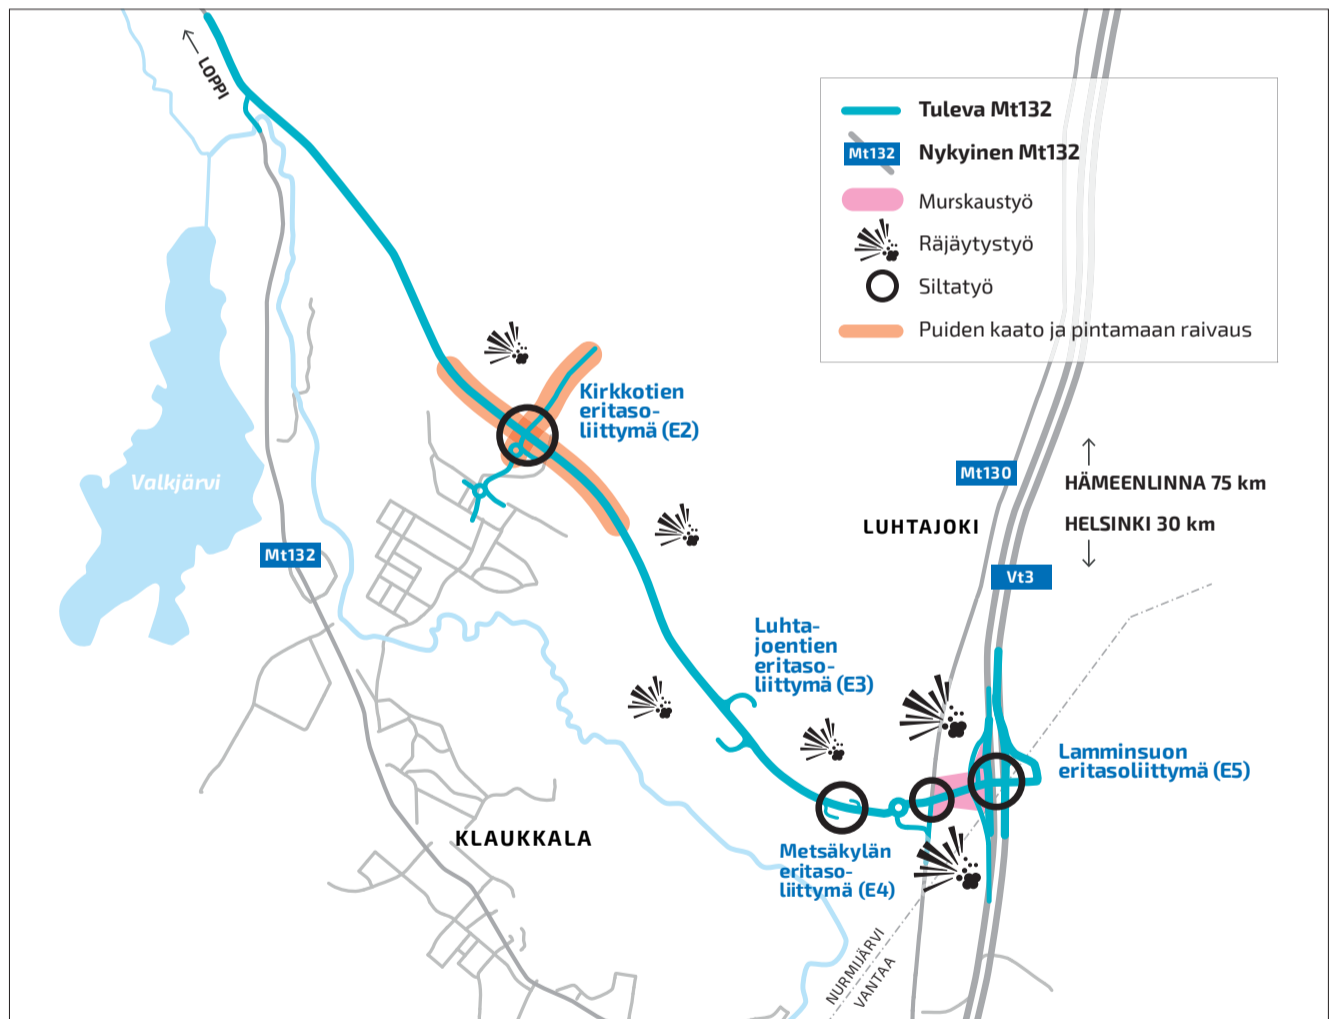 LOPPI
Tuleva Mt132
Mt132
Nykyinen Mt132
Murskaustyö
Räjäytystyö
Siltatyö
Puiden kaato ja pintamaan raivaus
Kirkkotien
eritaso-
liittymä (E2)
Valkjärvi
Mt130
HÄMEENLINNA 75 km
LUHTAJOKI
HELSINKI 30 km
Mt132
Vt3
Luhta-
joentien
eritaso-
liittymä (E3)
Lamminsuon
eritasoliittymä (E5)
KLAUKKALA
Metsäkylän
eritaso-
liittymä (E4)
NURMIJÄRVI
VANTAA